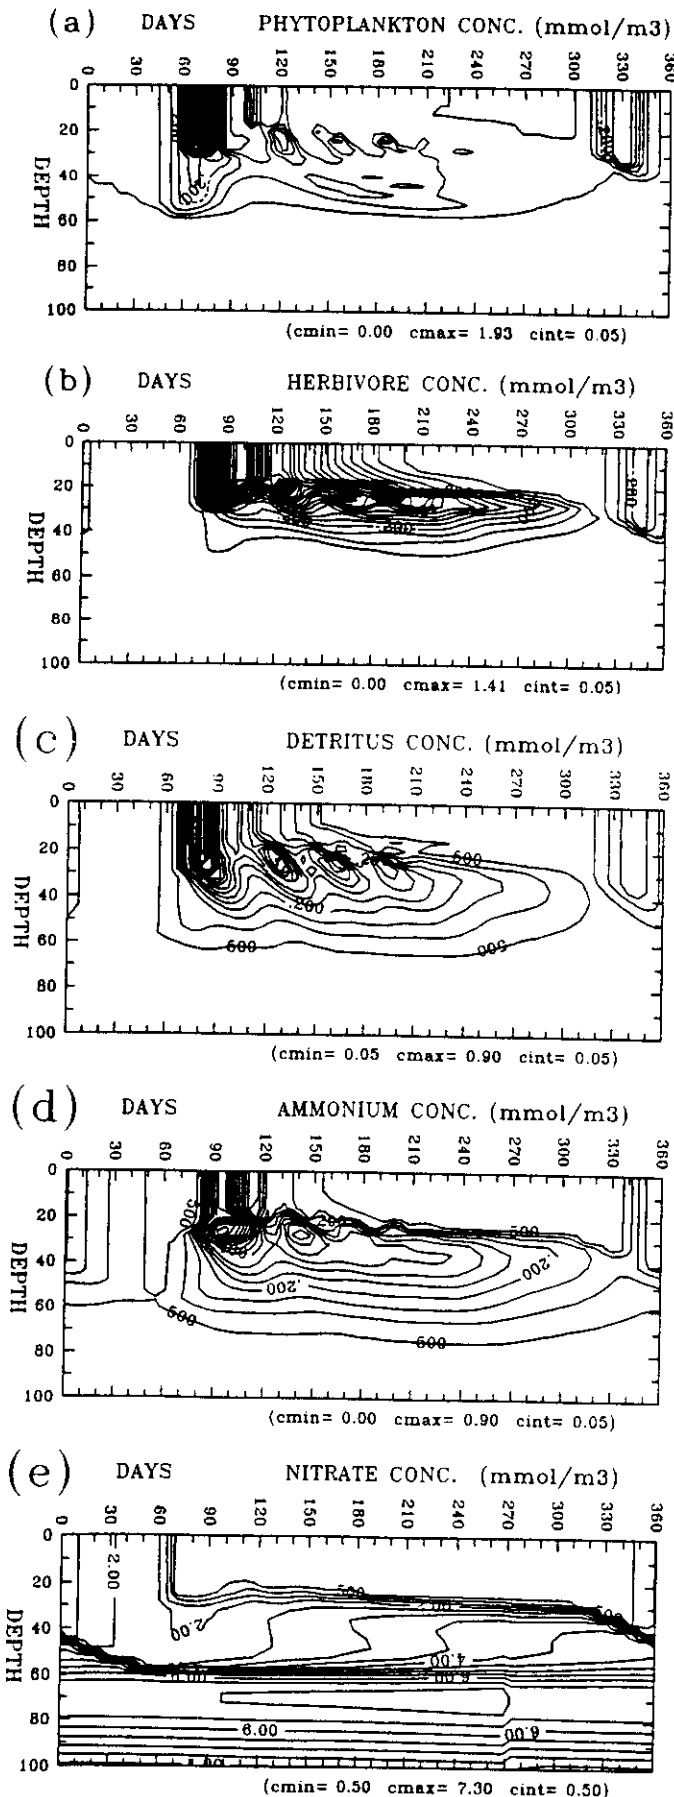 (a) DAYS PHYTOPLANKTON CONC. (mmol/m3)
0 30 60 90 120 150 180 210 240 270 300 330 360
0
20
40
60
80
100
DEPTH
.200
(cmin= 0.00 cmax= 1.93 cint= 0.05)
(b) DAYS HERBIVORE CONC. (mmol/m3)
0 30 60 90 120 150 180 210 240 270 300 330 360
0
20
40
60
80
100
DEPTH
(cmin= 0.00 cmax= 1.41 cint= 0.05)
(c) DAYS DETRITUS CONC. (mmol/m3)
0 30 60 90 120 150 180 210 240 270 300 330 360
0
20
40
60
80
100
DEPTH
(cmin= 0.05 cmax= 0.90 cint= 0.05)
(d) DAYS AMMONIUM CONC. (mmol/m3)
0 30 60 90 120 150 180 210 240 270 300 330 360
0
20
40
60
80
100
DEPTH
.200
1.200
(cmin= 0.00 cmax= 0.90 cint= 0.05)
(e) DAYS NITRATE CONC. (mmol/m3)
0 30 60 90 120 150 180 210 240 270 300 330 360
0
20
40
60
80
100
DEPTH
2.00
2.00
4.00
6.00
6.00
(cmin= 0.50 cmax= 7.30 cint= 0.50)